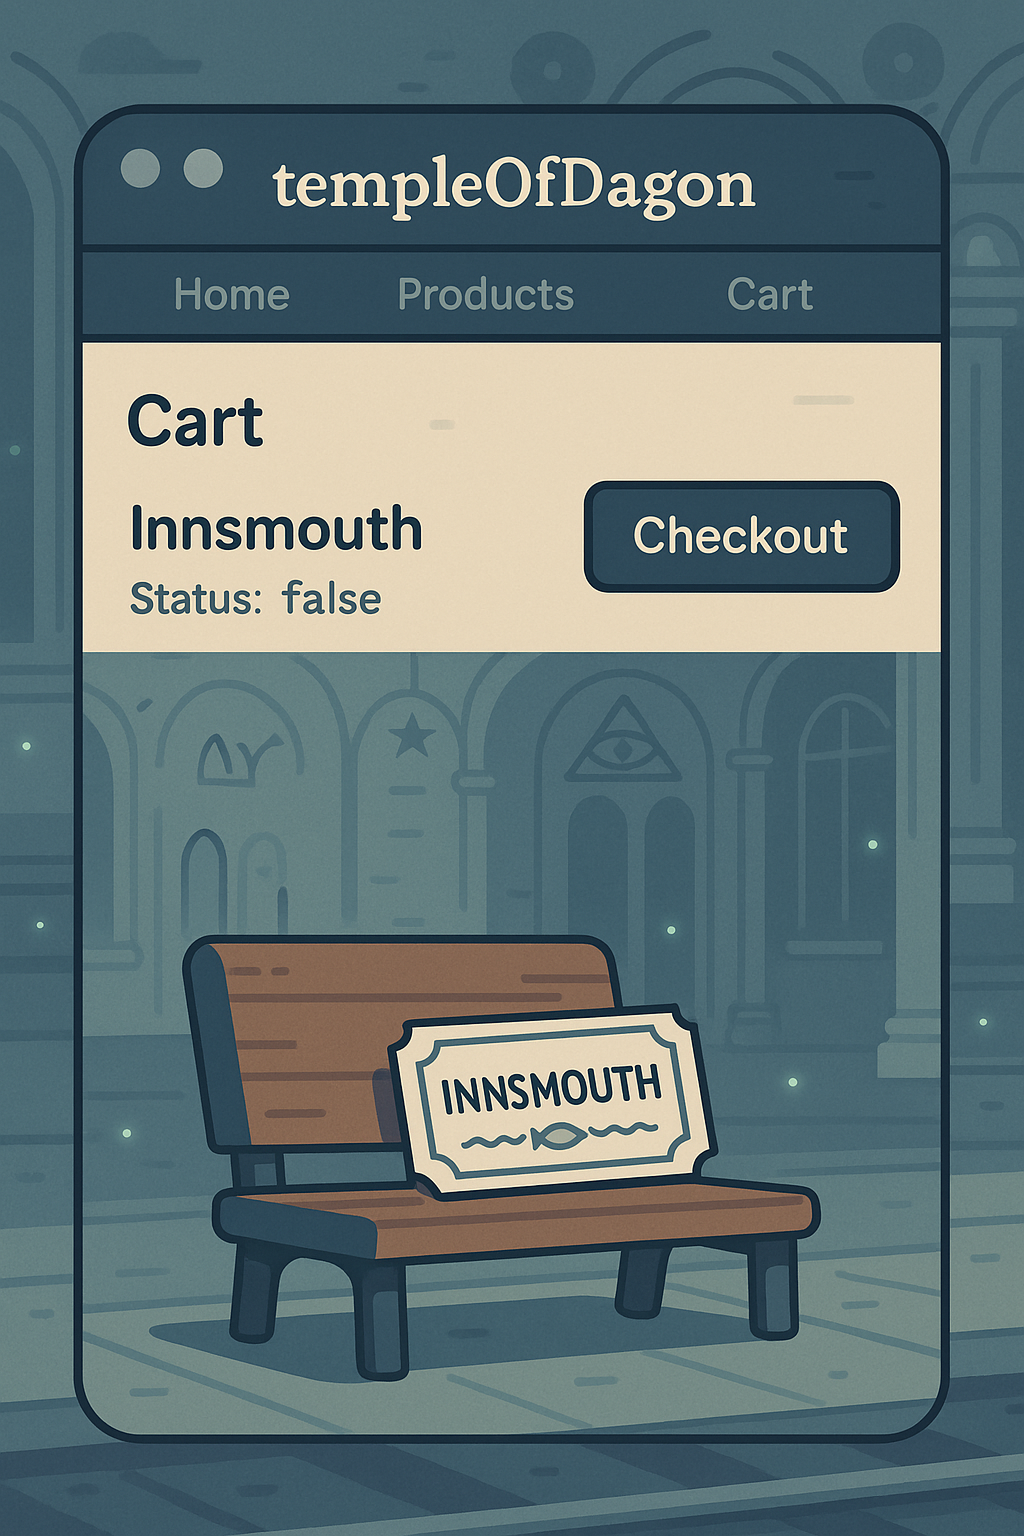 templeOfDagon
Home Products Cart
Cart
Innsmouth
Checkout
Status: false
INNSMOUTH